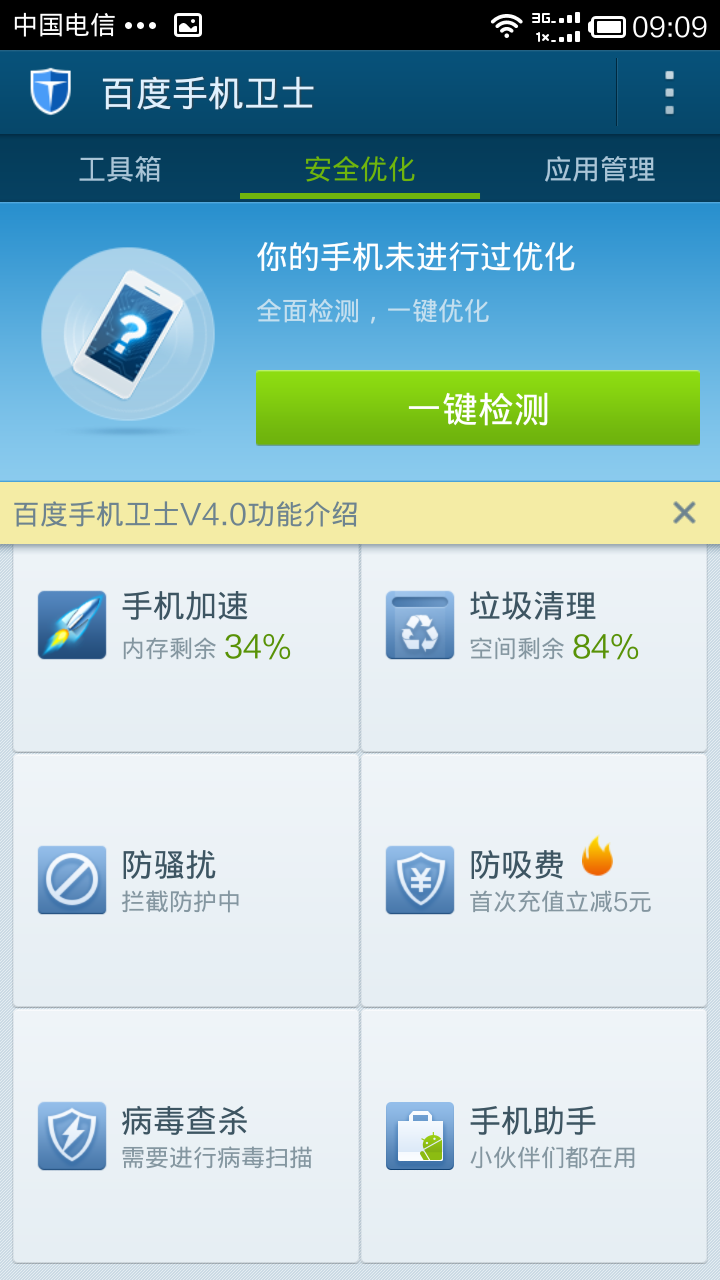 中国电信 ••• 3G 1× 09:09
百度手机卫士
工具箱 安全优化 应用管理
你的手机未进行过优化
全面检测，一键优化
一键检测
百度手机卫士V4.0功能介绍
手机加速
内存剩余 34%
垃圾清理
空间剩余 84%
防骚扰
拦截防护中
防吸费
首次充值立减5元
病毒查杀
需要进行病毒扫描
手机助手
小伙伴们都在用